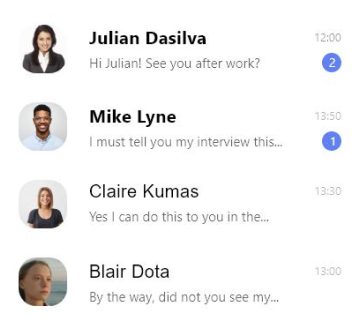 Julian Dasilva 12:00
Hi Julian! See you after work? 2
Mike Lyne 13:50
I must tell you my interview this... 1
Claire Kumas 13:30
Yes I can do this to you in the...
Blair Dota 13:00
By the way, did not you see my...